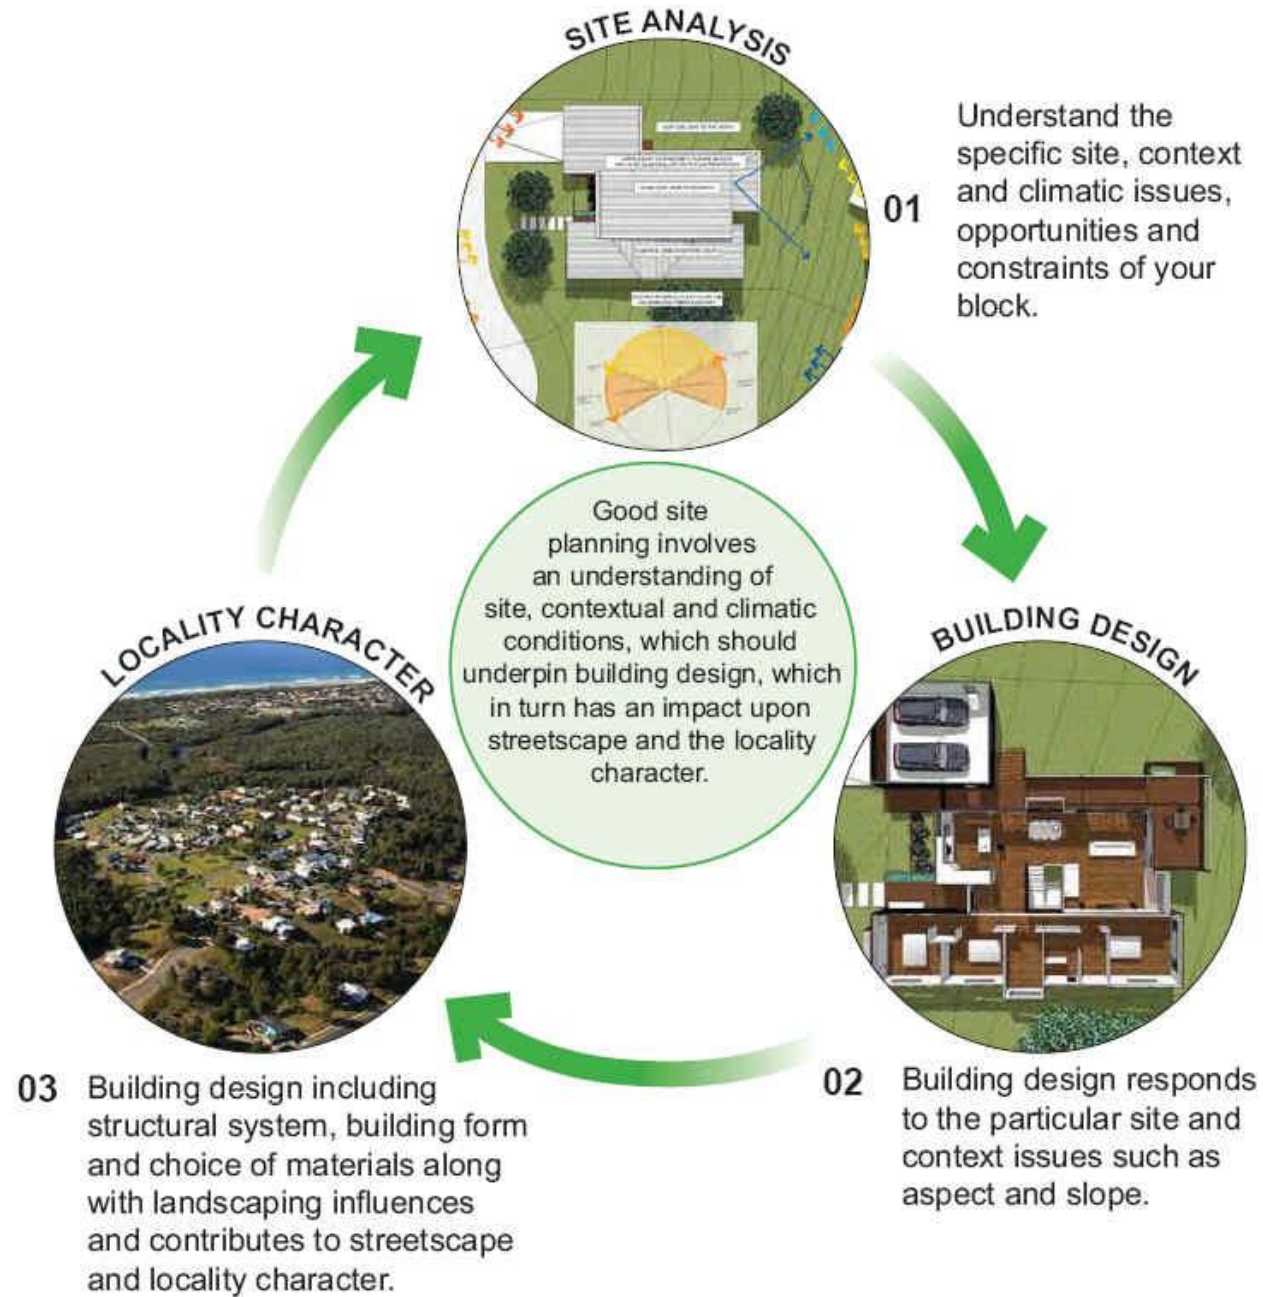 SITE ANALYSIS
01
Understand the
specific site, context
and climatic issues,
opportunities and
constraints of your
block.
Good site
planning involves
an understanding of
site, contextual and climatic
conditions, which should
underpin building design, which
in turn has an impact upon
streetscape and the locality
character.
BUILDING DESIGN
02
Building design responds
to the particular site and
context issues such as
aspect and slope.
LOCALITY CHARACTER
03
Building design including
structural system, building form
and choice of materials along
with landscaping influences
and contributes to streetscape
and locality character.